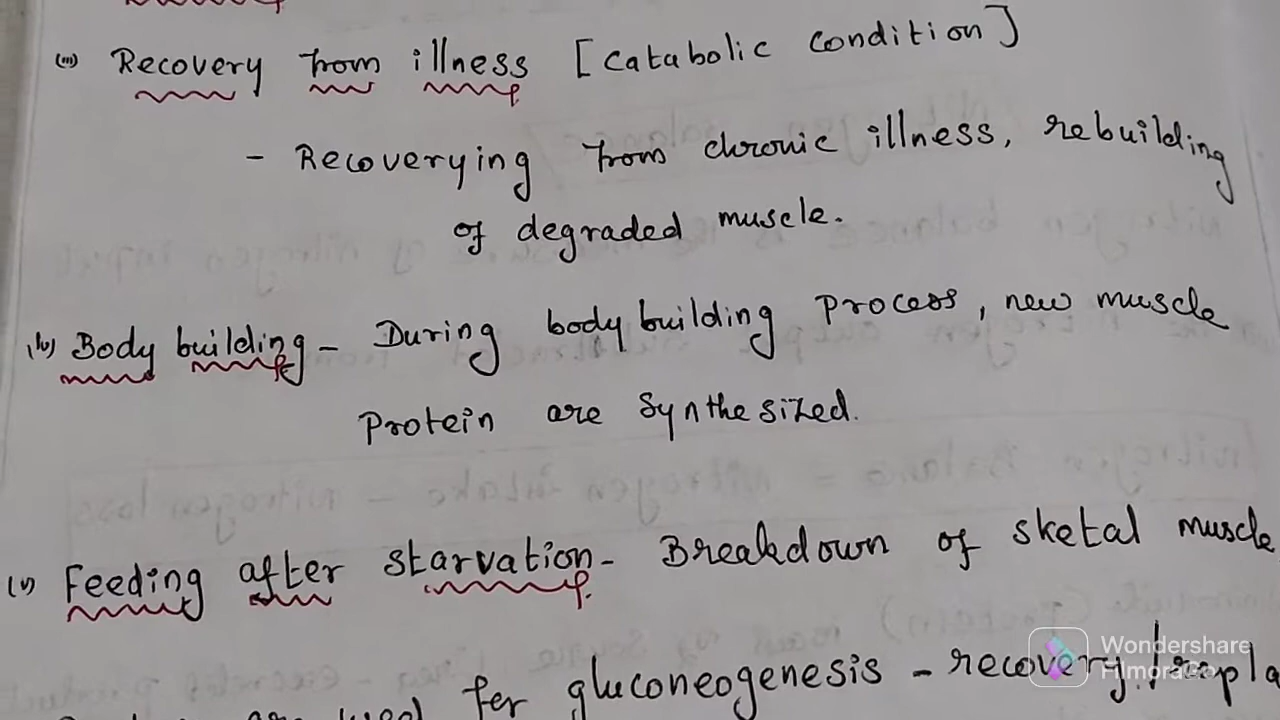 (iii) Recovery from illness [Catabolic condition]
- Recoverying from chronic illness, rebuilding
of degraded muscle.
(iv) Body building - During body building process, new muscle
Protein are synthesized.
(v) Feeding after starvation - Breakdown of sketal muscle
are used for gluconeogenesis - recovery
Wondershare
Filmora